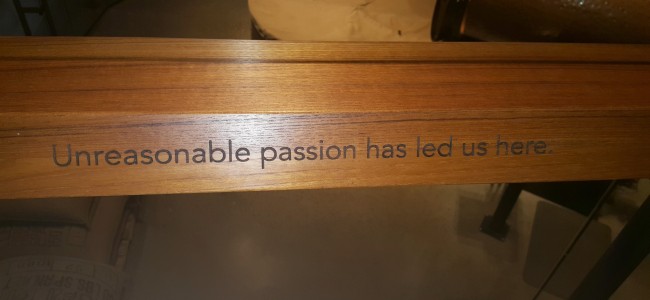 Unreasonable passion has led us here.